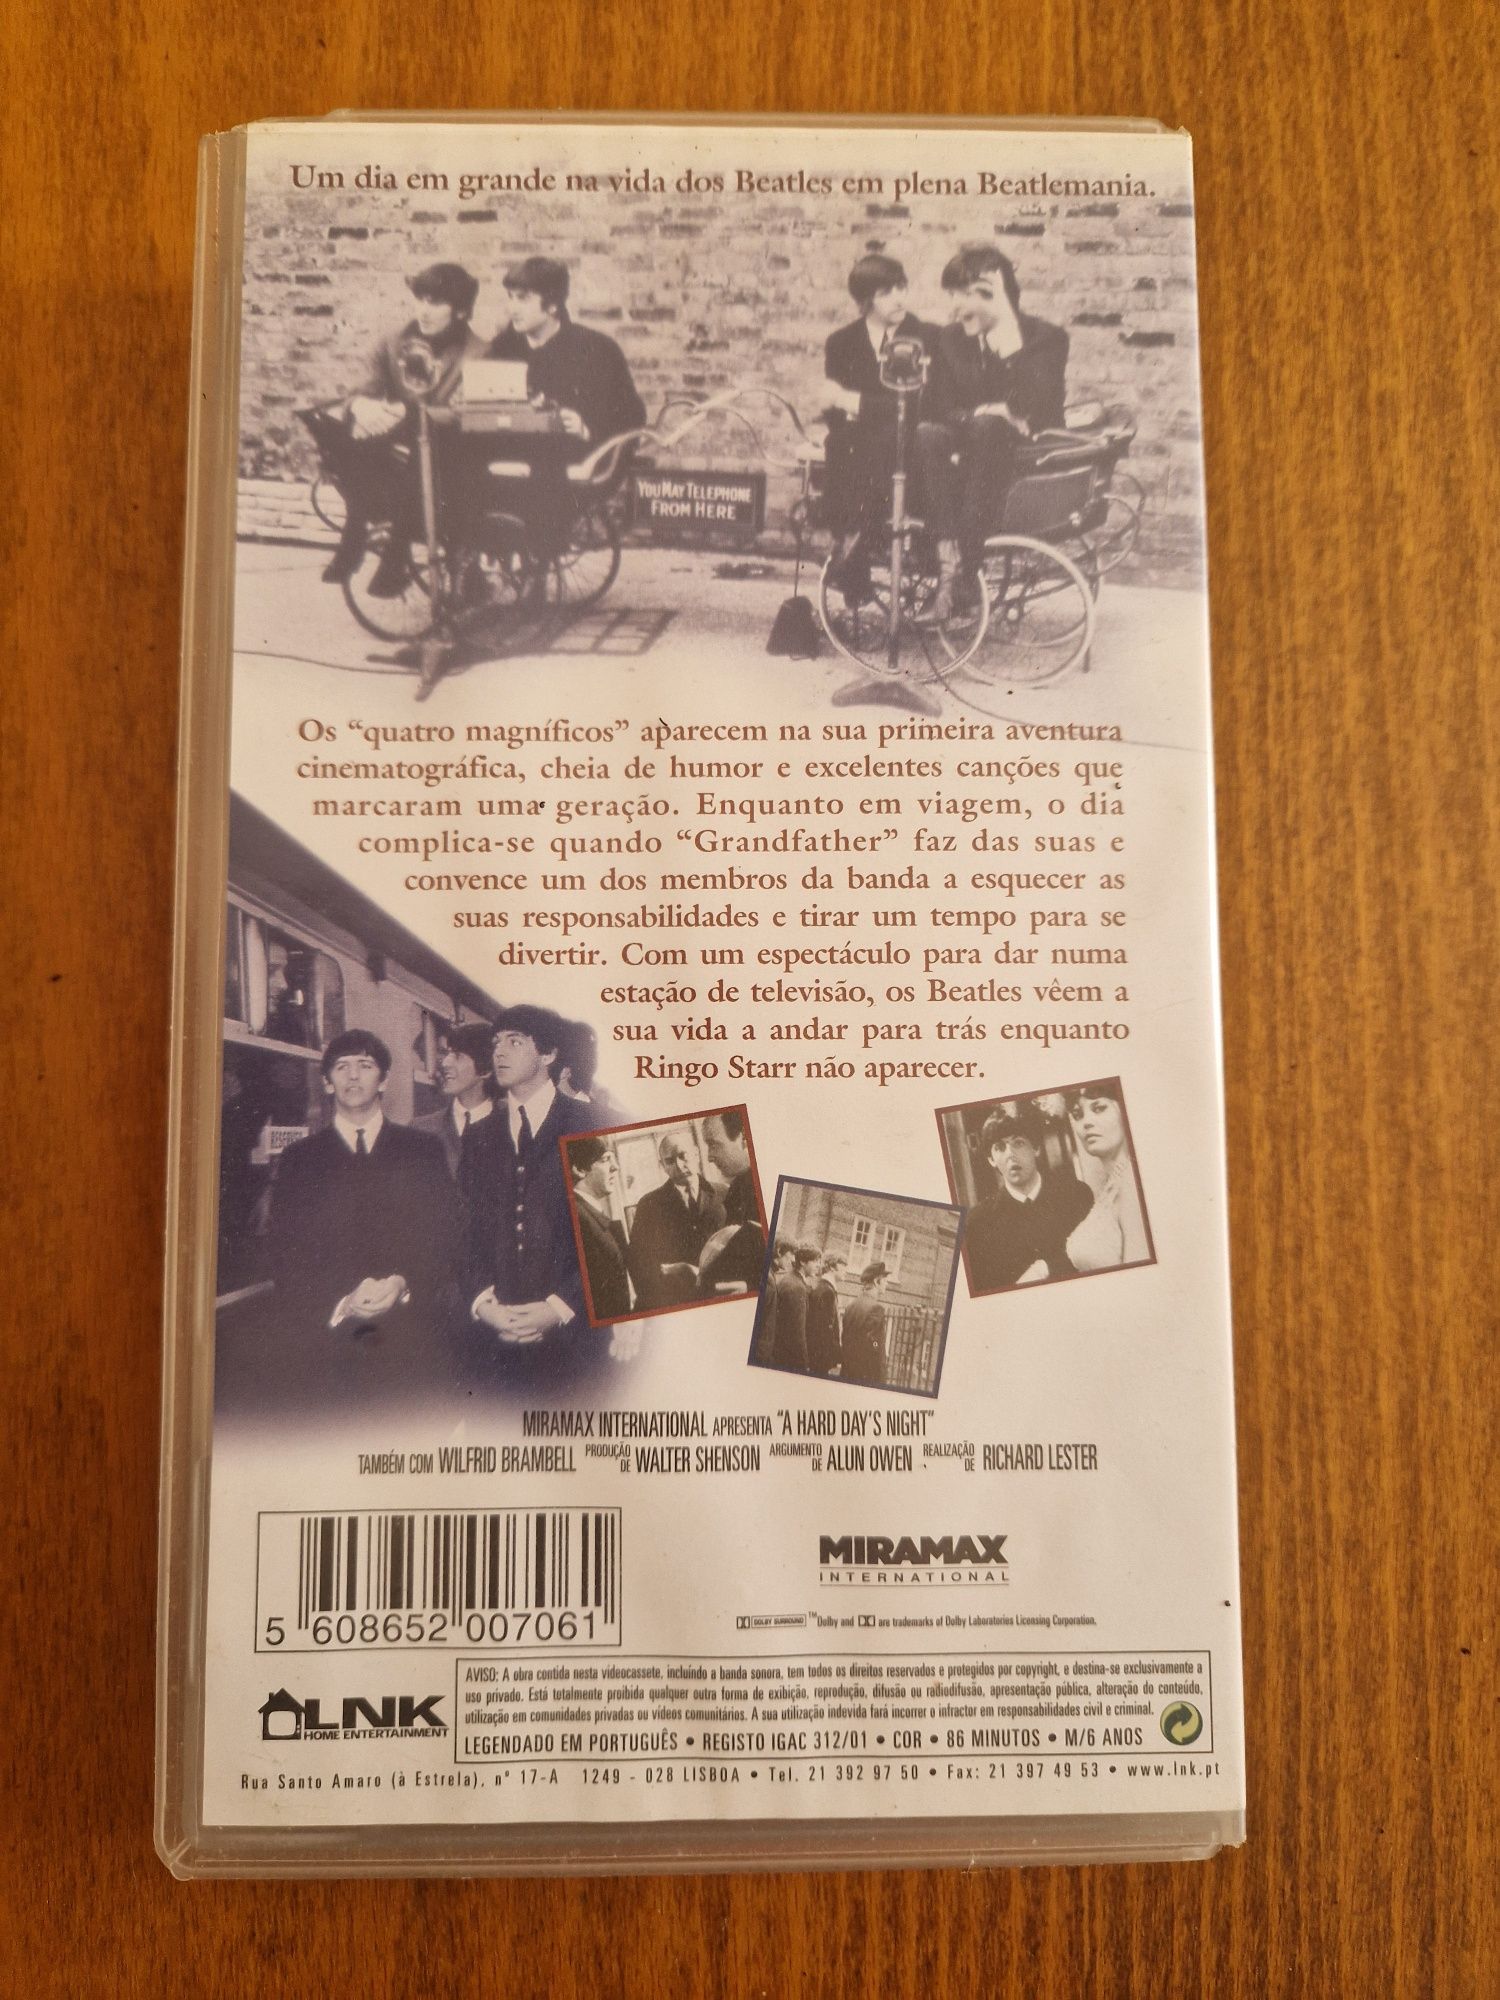 Um dia em grande na vida dos Beatles em plena Beatlemania.
YOU MAY TELEPHONE
FROM HERE
Os “quatro magníficos” aparecem na sua primeira aventura
cinematográfica, cheia de humor e excelentes canções que
marcaram uma geração. Enquanto em viagem, o dia
complica-se quando “Grandfather” faz das suas e
convence um dos membros da banda a esquecer as
suas responsabilidades e tirar um tempo para se
divertir. Com um espectáculo para dar numa
estação de televisão, os Beatles vêem a
sua vida a andar para trás enquanto
Ringo Starr não aparecer.
RESERVED
MIRAMAX INTERNATIONAL APRESENTA “A HARD DAY'S NIGHT”
TAMBÉM COM WILFRID BRAMBELL PRODUÇÃO DE WALTER SHENSON ARGUMENTO DE ALUN OWEN REALIZAÇÃO DE RICHARD LESTER
5 608652 007061
MIRAMAX
INTERNATIONAL
DOLBY SURROUND ™ Dolby and are trademarks of Dolby Laboratories Licensing Corporation.
LNK
HOME ENTERTAINMENT
AVISO: A obra contida nesta videocassete, incluindo a banda sonora, tem todos os direitos reservados e protegidos por copyright, e destina-se exclusivamente a
uso privado. Está totalmente proibida qualquer outra forma de exibição, reprodução, difusão ou radiodifusão, apresentação pública, alteração do conteúdo,
utilização em comunidades privadas ou vídeos comunitários. A sua utilização indevida fará incorrer o infractor em responsabilidades civil e criminal.
LEGENDADO EM PORTUGUÊS • REGISTO IGAC 312/01 • COR • 86 MINUTOS • M/6 ANOS
Rua Santo Amaro (à Estrela), nº 17-A 1249 - 028 LISBOA • Tel. 21 392 97 50 • Fax: 21 397 49 53 • www.lnk.pt